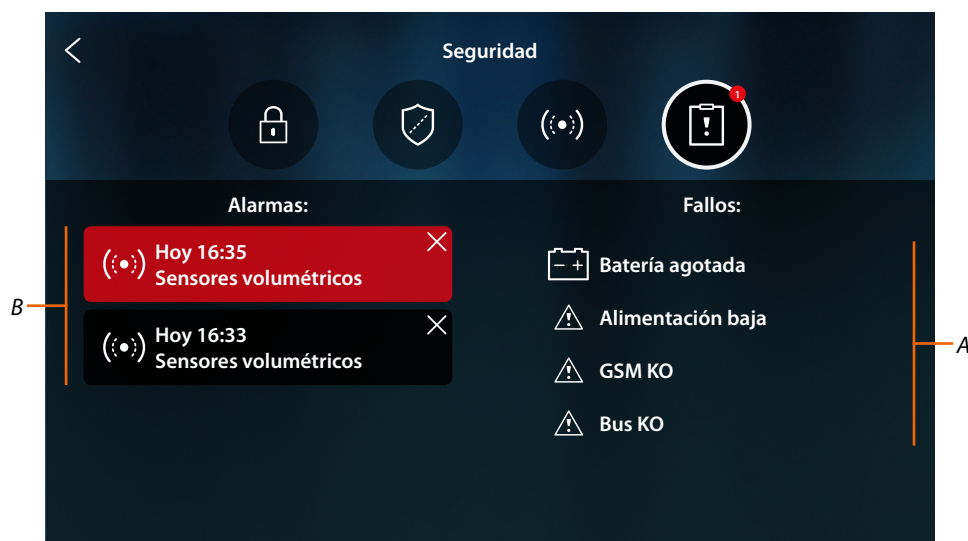 Seguridad
1
Alarmas:
Fallos:
Hoy 16:35
Sensores volumétricos
Hoy 16:33
Sensores volumétricos
B
Batería agotada
Alimentación baja
GSM KO
Bus KO
A